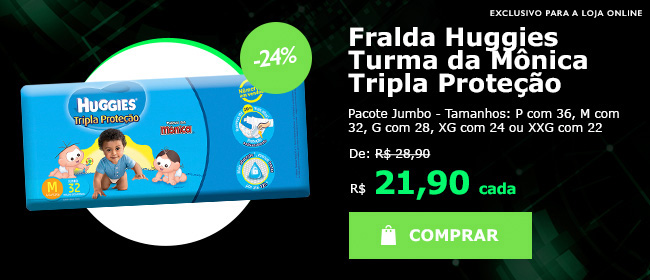 EXCLUSIVO PARA A LOJA ONLINE
-24%
Fralda Huggies
Turma da Mônica
Tripla Proteção
Pacote Jumbo - Tamanhos: P com 36, M com
32, G com 28, XG com 24 ou XXG com 22
De: R$ 28,90
R$ 21,90 cada
COMPRAR
HUGGIES
Tripla Proteção
mônica
M
32